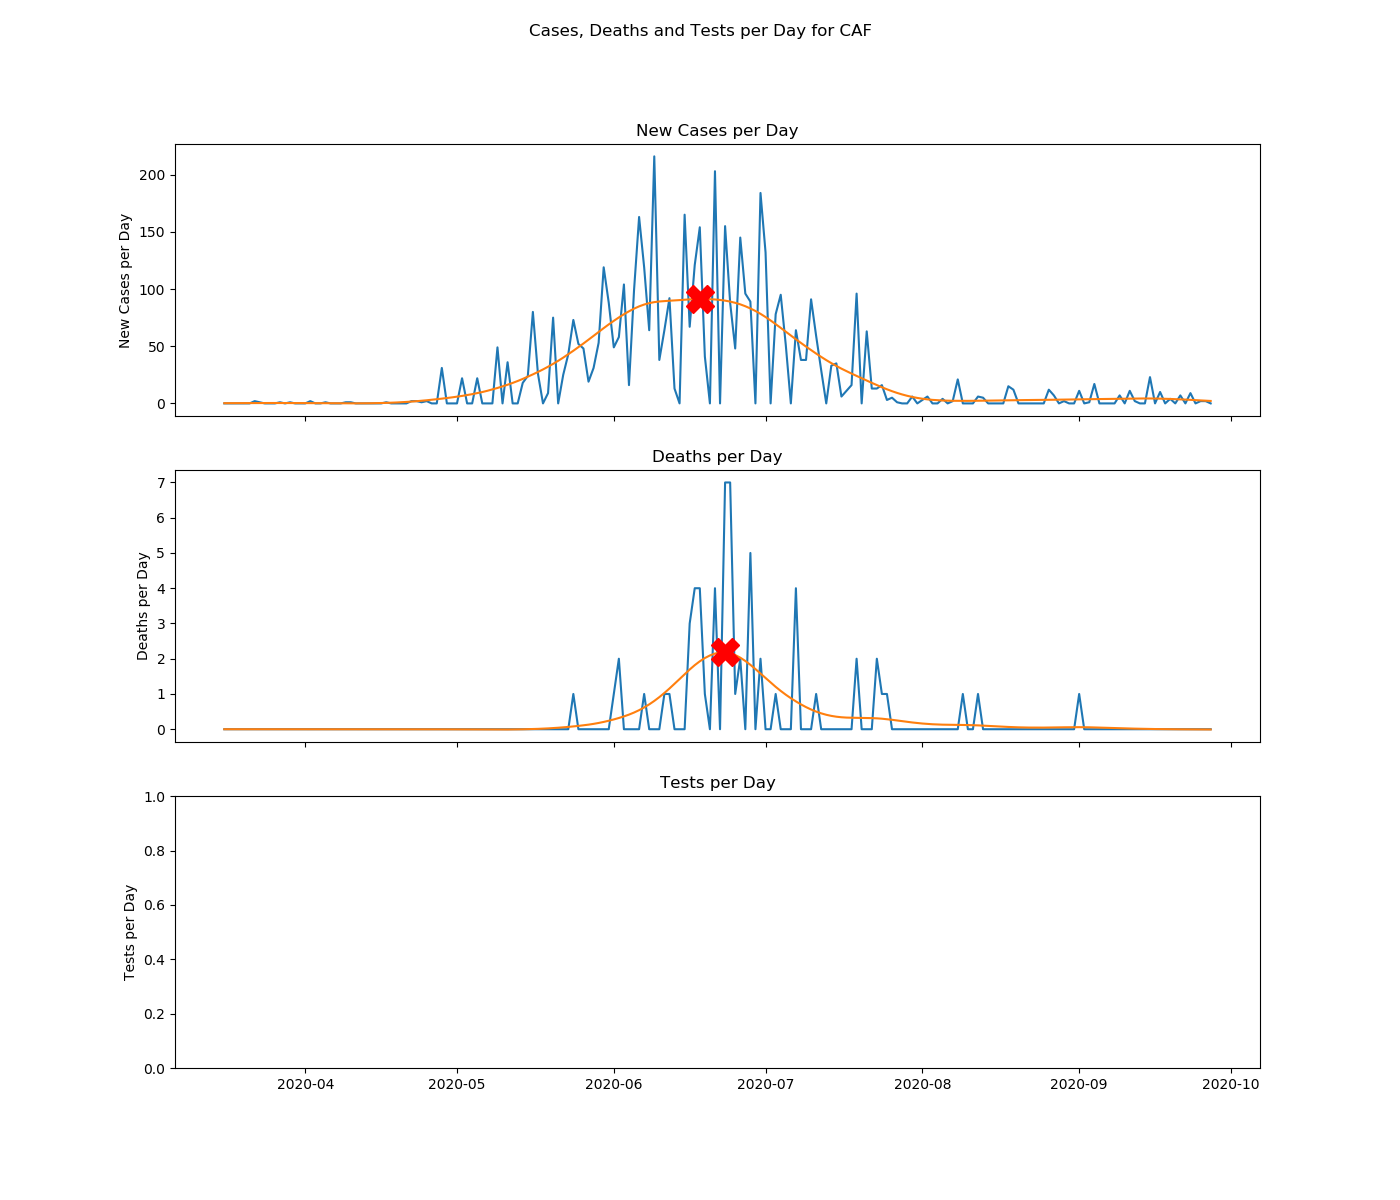 Cases, Deaths and Tests per Day for CAF
New Cases per Day
New Cases per Day
200
150
100
50
0
Deaths per Day
Deaths per Day
7
6
5
4
3
2
1
0
Tests per Day
Tests per Day
1.0
0.8
0.6
0.4
0.2
0.0
2020-04 2020-05 2020-06 2020-07 2020-08 2020-09 2020-10